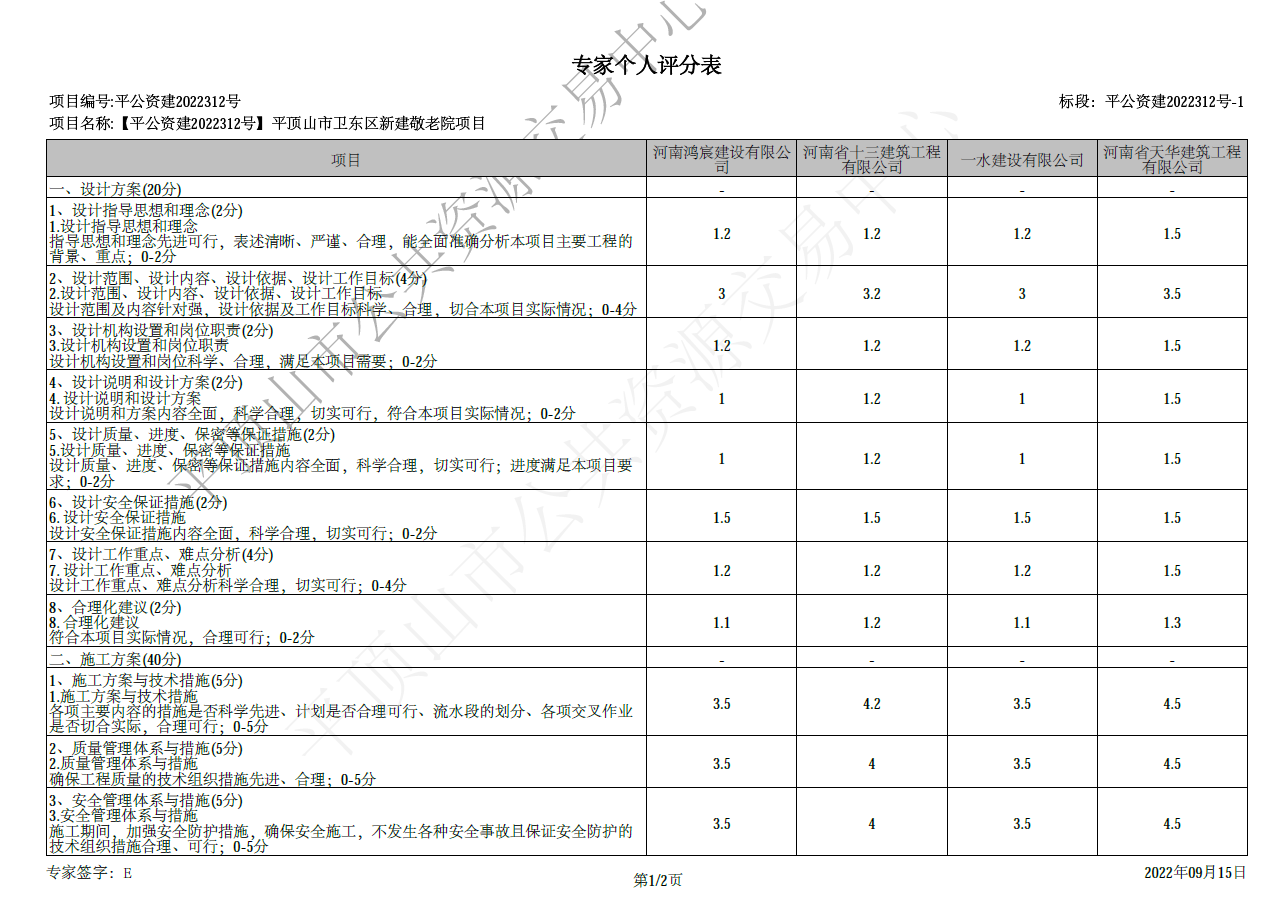 专家个人评分表
项目编号:平公资建2022312号
标段：平公资建2022312号-1
项目名称:【平公资建2022312号】平顶山市卫东区新建敬老院项目
项目
河南鸿宸建设有限公
司
河南省十三建筑工程
有限公司
一水建设有限公司
河南省天华建筑工程
有限公司
一、设计方案(20分)
-
-
-
-
1、设计指导思想和理念(2分)
1.设计指导思想和理念
指导思想和理念先进可行，表述清晰、严谨、合理，能全面准确分析本项目主要工程的
背景、重点；0-2分
1.2
1.2
1.2
1.5
2、设计范围、设计内容、设计依据、设计工作目标(4分)
2.设计范围、设计内容、设计依据、设计工作目标
设计范围及内容针对强，设计依据及工作目标科学、合理，切合本项目实际情况；0-4分
3
3.2
3
3.5
3、设计机构设置和岗位职责(2分)
3.设计机构设置和岗位职责
设计机构设置和岗位科学、合理，满足本项目需要；0-2分
1.2
1.2
1.2
1.5
4、设计说明和设计方案(2分)
4.设计说明和设计方案
设计说明和方案内容全面，科学合理，切实可行，符合本项目实际情况；0-2分
1
1.2
1
1.5
5、设计质量、进度、保密等保证措施(2分)
5.设计质量、进度、保密等保证措施
设计质量、进度、保密等保证措施内容全面，科学合理，切实可行；进度满足本项目要
求；0-2分
1
1.2
1
1.5
6、设计安全保证措施(2分)
6.设计安全保证措施
设计安全保证措施内容全面，科学合理，切实可行；0-2分
1.5
1.5
1.5
1.5
7、设计工作重点、难点分析(4分)
7.设计工作重点、难点分析
设计工作重点、难点分析科学合理，切实可行；0-4分
1.2
1.2
1.2
1.5
8、合理化建议(2分)
8.合理化建议
符合本项目实际情况，合理可行；0-2分
1.1
1.2
1.1
1.3
二、施工方案(40分)
-
-
-
-
1、施工方案与技术措施(5分)
1.施工方案与技术措施
各项主要内容的措施是否科学先进、计划是否合理可行、流水段的划分、各项交叉作业
是否切合实际，合理可行；0-5分
3.5
4.2
3.5
4.5
2、质量管理体系与措施(5分)
2.质量管理体系与措施
确保工程质量的技术组织措施先进、合理；0-5分
3.5
4
3.5
4.5
3、安全管理体系与措施(5分)
3.安全管理体系与措施
施工期间，加强安全防护措施，确保安全施工，不发生各种安全事故且保证安全防护的
技术组织措施合理、可行；0-5分
3.5
4
3.5
4.5
专家签字：E
第1/2页
2022年09月15日
平顶山市公共资源交易中心
平顶山市公共资源交易中心